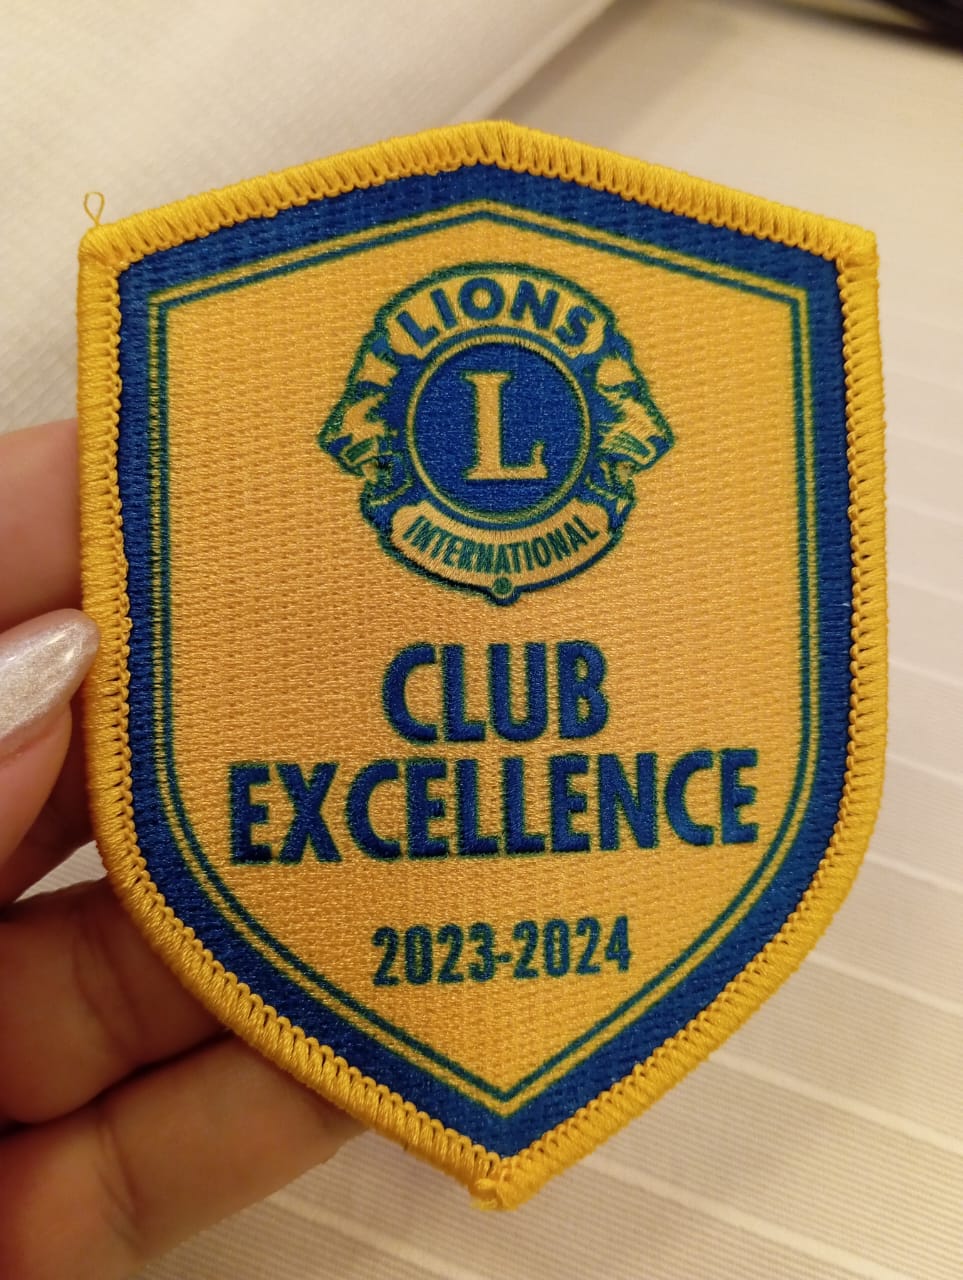 LIONS
L
INTERNATIONAL
CLUB
EXCELLENCE
2023-2024